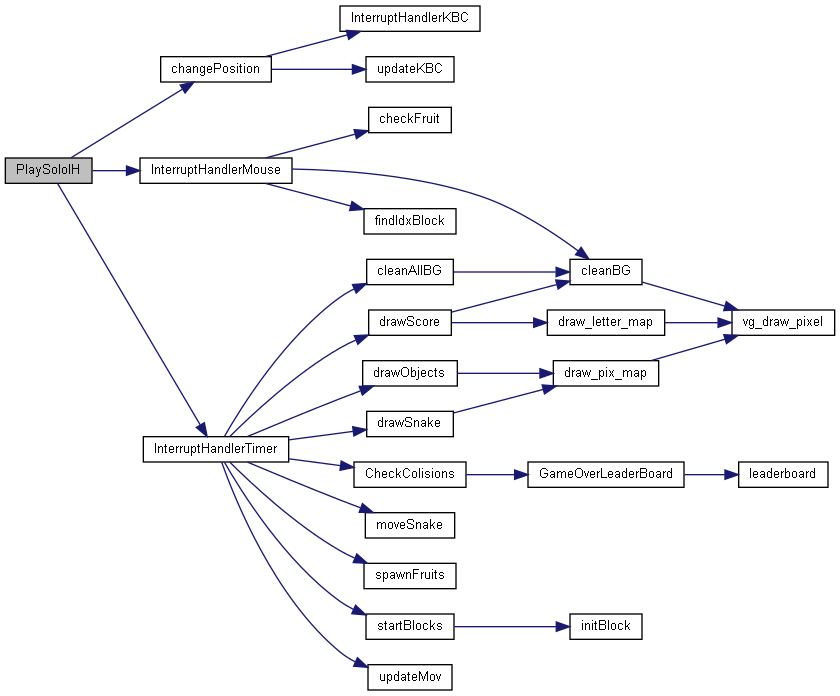 InterruptHandlerKBC
changePosition
updateKBC
checkFruit
PlaySoloIH
InterruptHandlerMouse
findIdxBlock
cleanAllBG
cleanBG
drawScore
draw_letter_map
vg_draw_pixel
drawObjects
draw_pix_map
drawSnake
InterruptHandlerTimer
CheckColisions
GameOverLeaderBoard
leaderboard
moveSnake
spawnFruits
startBlocks
initBlock
updateMov